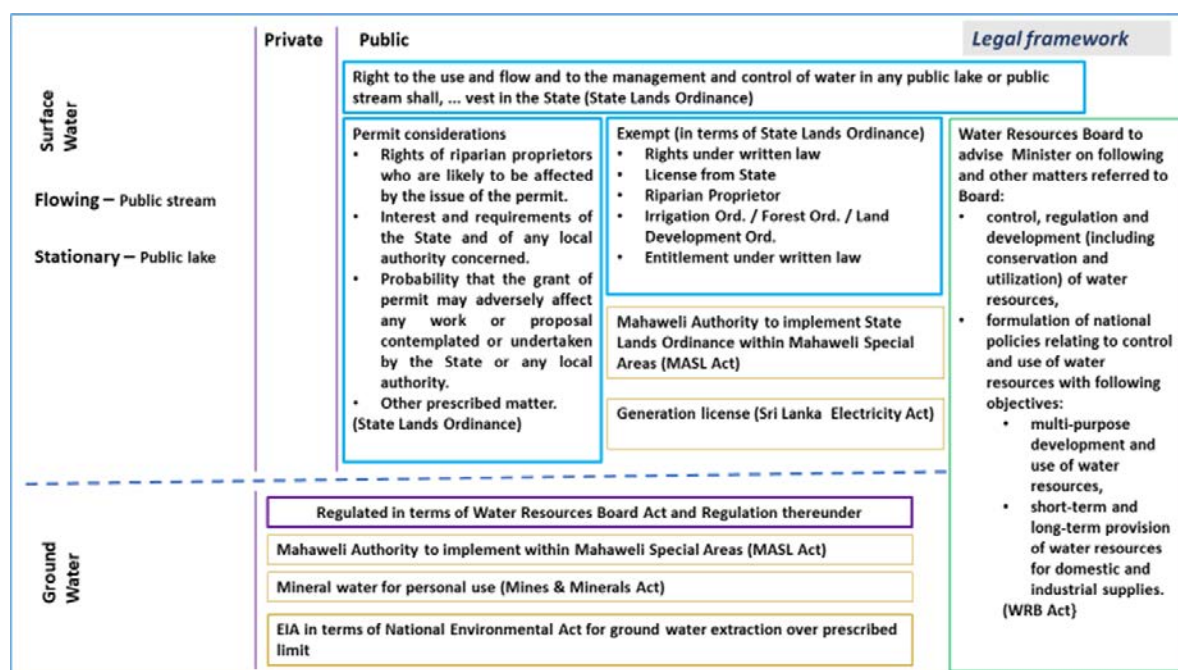 Private
Public
Legal framework
Surface
Water
Flowing – Public stream
Stationary – Public lake
Right to the use and flow and to the management and control of water in any public lake or public
stream shall, ... vest in the State (State Lands Ordinance)
Permit considerations
• Rights of riparian proprietors
who are likely to be affected
by the issue of the permit.
• Interest and requirements of
the State and of any local
authority concerned.
• Probability that the grant of
permit may adversely affect
any work or proposal
contemplated or undertaken
by the State or any local
authority.
• Other prescribed matter.
(State Lands Ordinance)
Exempt (in terms of State Lands Ordinance)
• Rights under written law
• License from State
• Riparian Proprietor
• Irrigation Ord. / Forest Ord. / Land
Development Ord.
• Entitlement under written law
Mahaweli Authority to implement State
Lands Ordinance within Mahaweli Special
Areas (MASL Act)
Generation license (Sri Lanka Electricity Act)
Water Resources Board to
advise Minister on following
and other matters referred to
Board:
• control, regulation and
development (including
conservation and
utilization) of water
resources,
• formulation of national
policies relating to control
and use of water
resources with following
objectives:
• multi-purpose
development and
use of water
resources,
• short-term and
long-term provision
of water resources
for domestic and
industrial supplies.
(WRB Act}
Ground
Water
Regulated in terms of Water Resources Board Act and Regulation thereunder
Mahaweli Authority to implement within Mahaweli Special Areas (MASL Act)
Mineral water for personal use (Mines & Minerals Act)
EIA in terms of National Environmental Act for ground water extraction over prescribed
limit